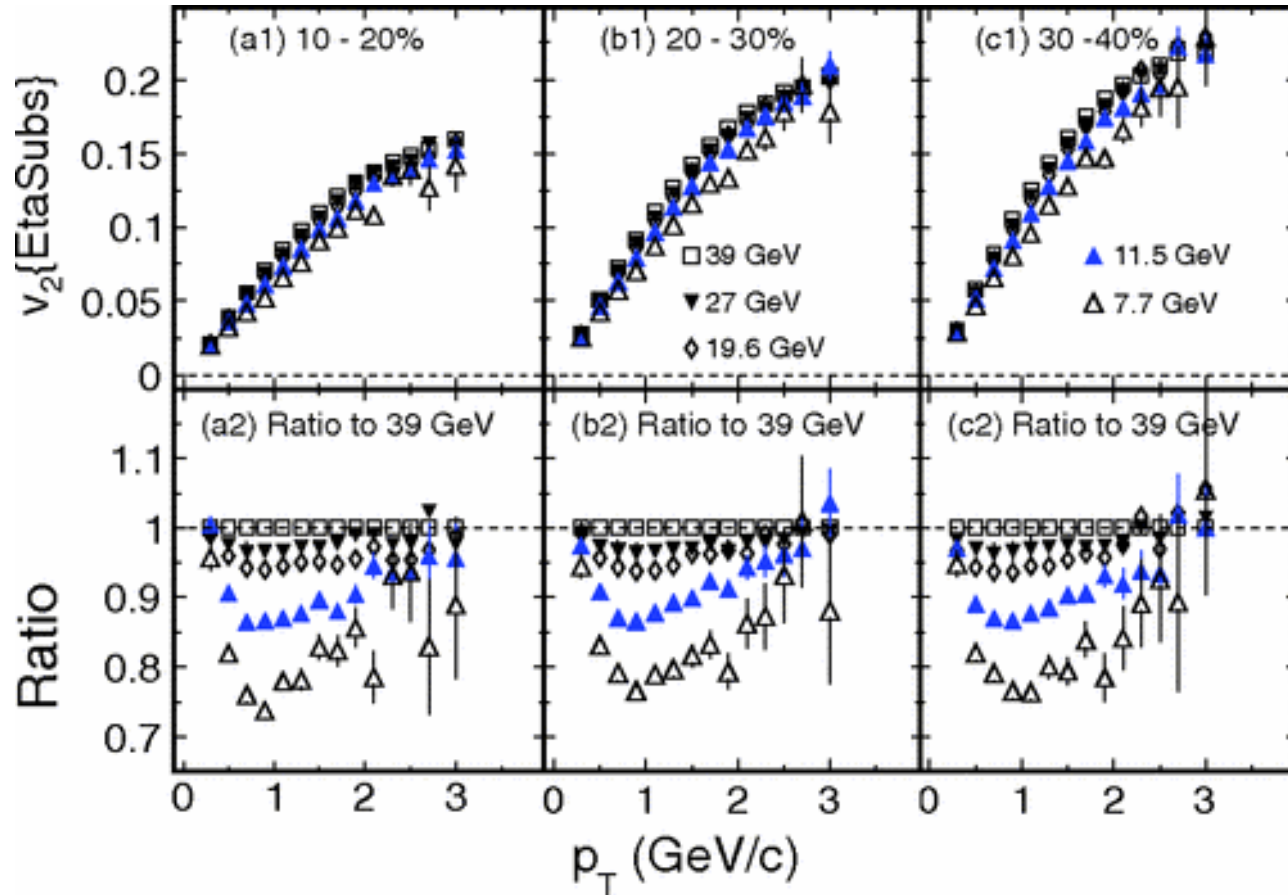 (a1) 10 - 20%
(b1) 20 - 30%
(c1) 30 -40%
v2{EtaSubs}
0.2
0.15
0.1
0.05
0
39 GeV
27 GeV
19.6 GeV
11.5 GeV
7.7 GeV
(a2) Ratio to 39 GeV
(b2) Ratio to 39 GeV
(c2) Ratio to 39 GeV
Ratio
1.1
1
0.9
0.8
0.7
0 1 2 3 0 1 2 3 0 1 2 3
pT (GeV/c)